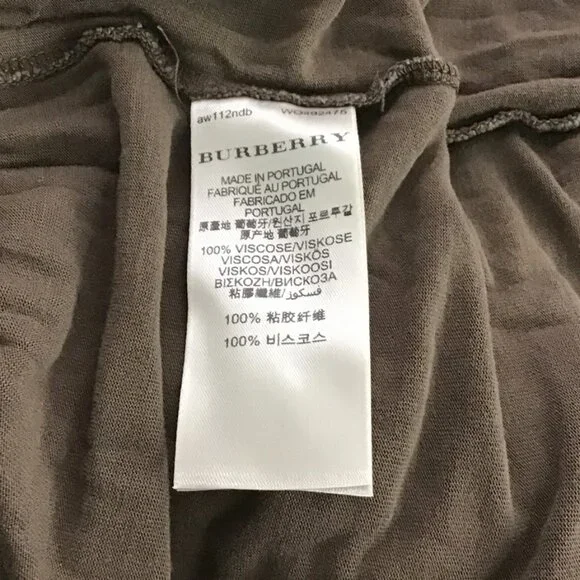 aw112ndb WO492475
BURBERRY
MADE IN PORTUGAL
FABRIQUÉ AU PORTUGAL
FABRICADO EM
PORTUGAL
原產地 葡萄牙/원산지 포르투갈
原产地 葡萄牙
100% VISCOSE/VISKOSE
VISCOSA/VISKÓS
VISKOS/VISKOOSI
ΒΙΣΚΟΖΗ/ВИСКОЗА
粘膠纖維/فسكوز
100% 粘胶纤维
100% 비스코스